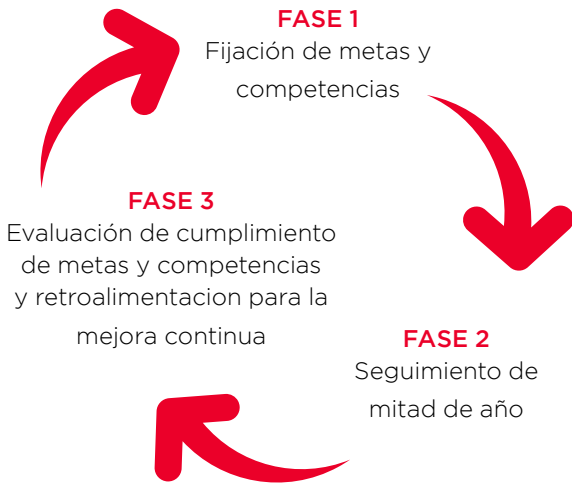 FASE 1
Fijación de metas y
competencias
FASE 2
Seguimiento de
mitad de año
FASE 3
Evaluación de cumplimiento
de metas y competencias
y retroalimentacion para la
mejora continua